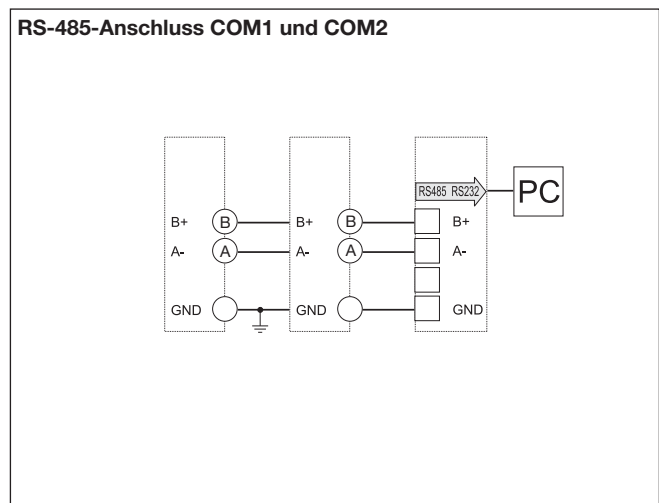 RS-485-Anschluss COM1 und COM2
RS485 RS232
PC
B+ B B+ B B+
A- A A- A A-
GND GND GND